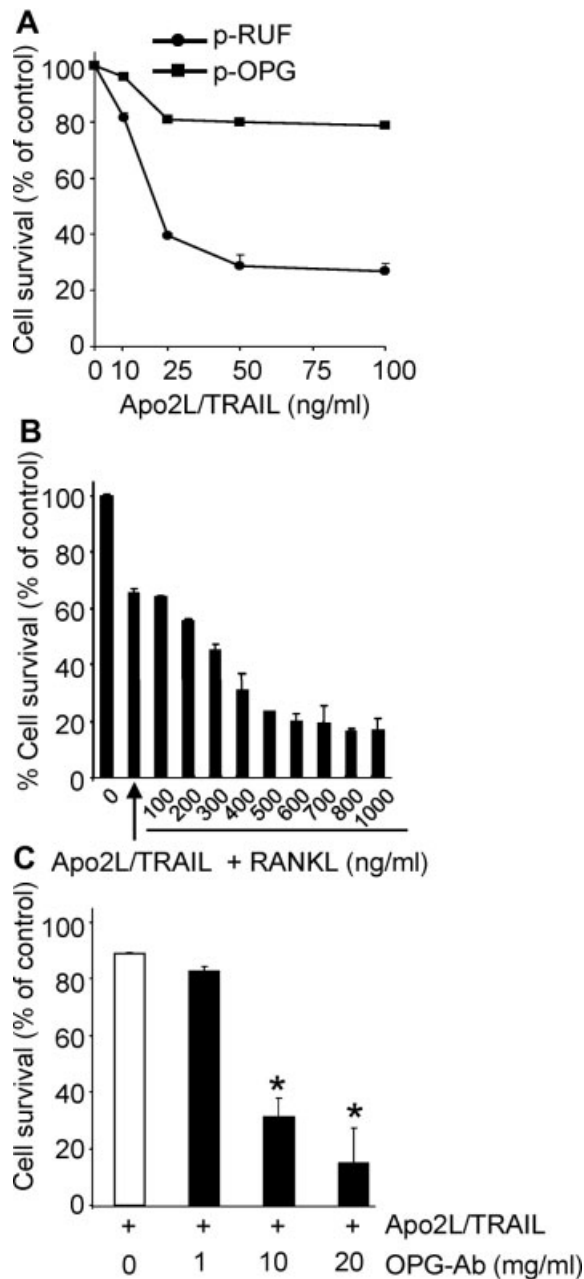 A
p-RUF
p-OPG
Cell survival (% of control)
100
80
60
40
20
0
0 10 25 50 75 100
Apo2L/TRAIL (ng/ml)
B
% Cell survival (% of control)
100
80
60
40
20
0
0 100 200 300 400 500 600 700 800 1000
Apo2L/TRAIL + RANKL (ng/ml)
C
Cell survival (% of control)
100
80
60
40
20
0
* *
+ + + + Apo2L/TRAIL
0 1 10 20 OPG-Ab (mg/ml)